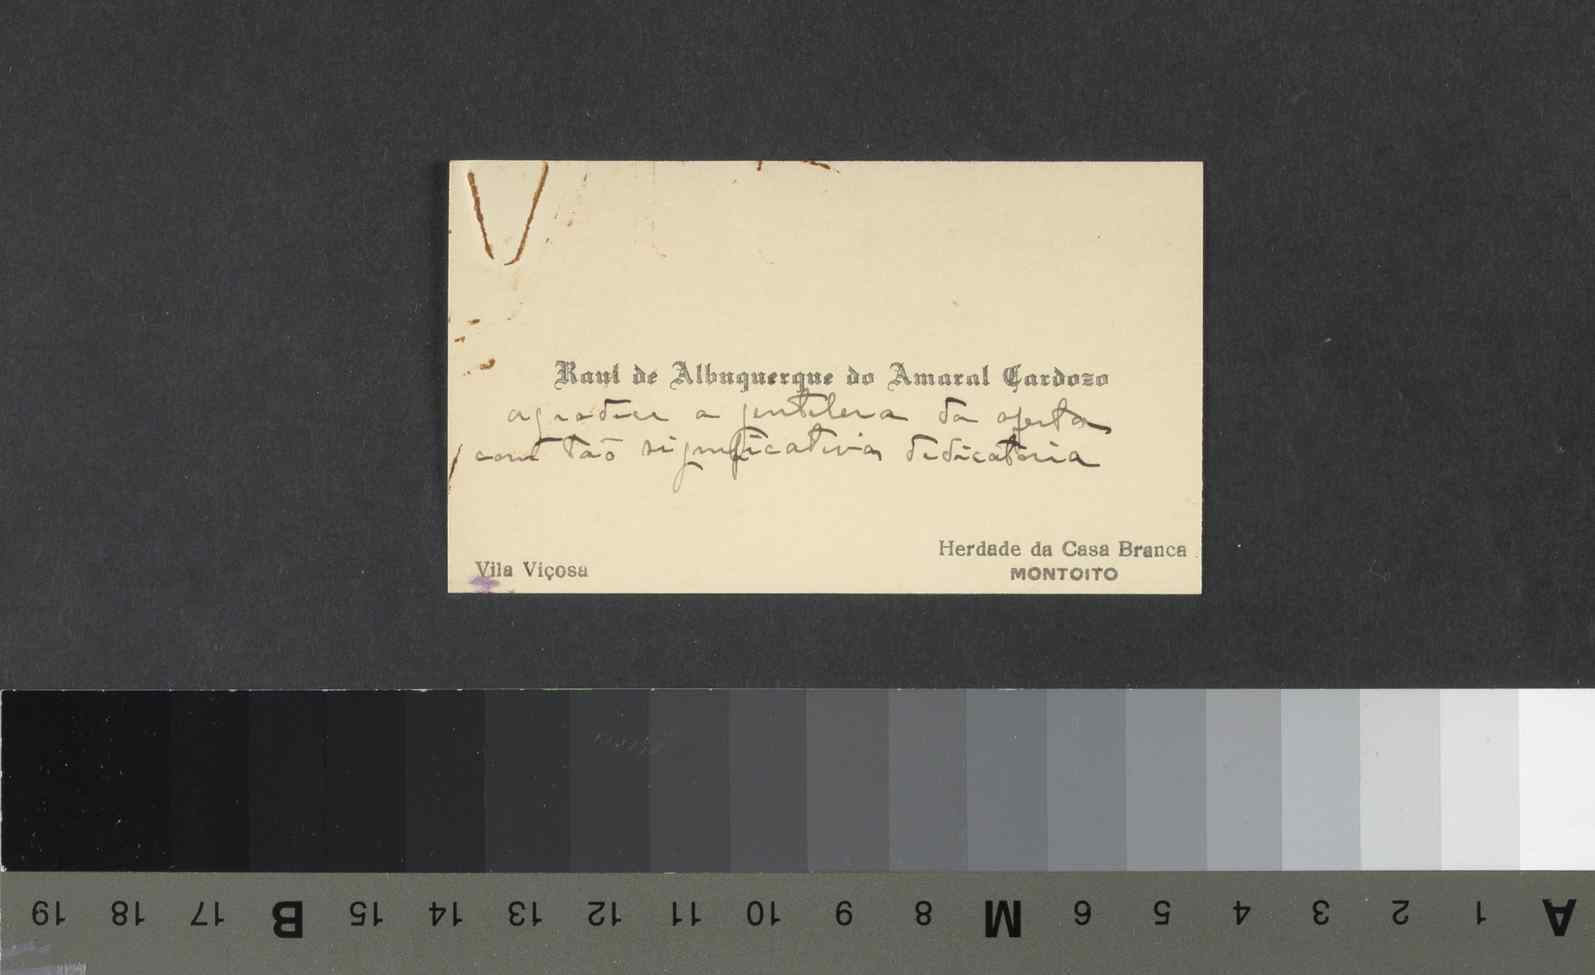 Raul de Albuquerque do Amaral Cardozo
agradece a gentileza da oferta
com tão significativa dedicatoria
Vila Viçosa
Herdade da Casa Branca
MONTOITO
19 18 17 B 15 14 13 12 11 10 9 8 M 6 5 4 3 2 1 A